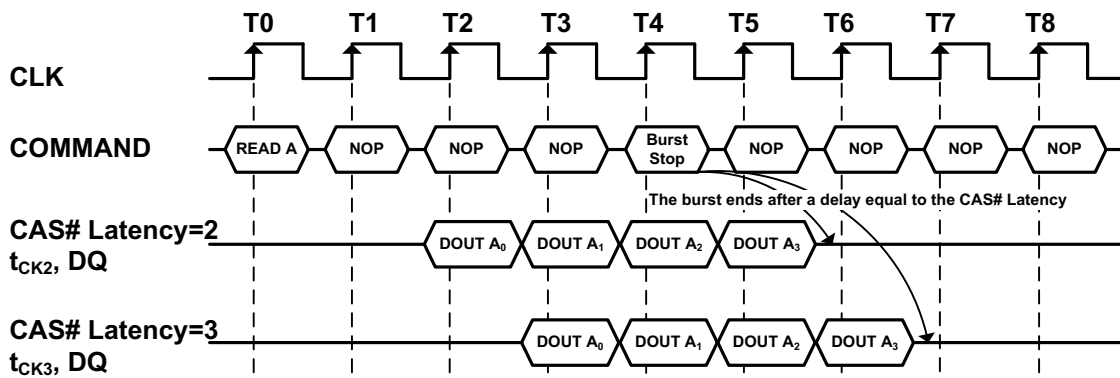 T0 T1 T2 T3 T4 T5 T6 T7 T8
CLK
COMMAND READ A NOP NOP NOP Burst Stop NOP NOP NOP NOP
The burst ends after a delay equal to the CAS# Latency
CAS# Latency=2
tCK2, DQ
DOUT A0 DOUT A1 DOUT A2 DOUT A3
CAS# Latency=3
tCK3, DQ
DOUT A0 DOUT A1 DOUT A2 DOUT A3